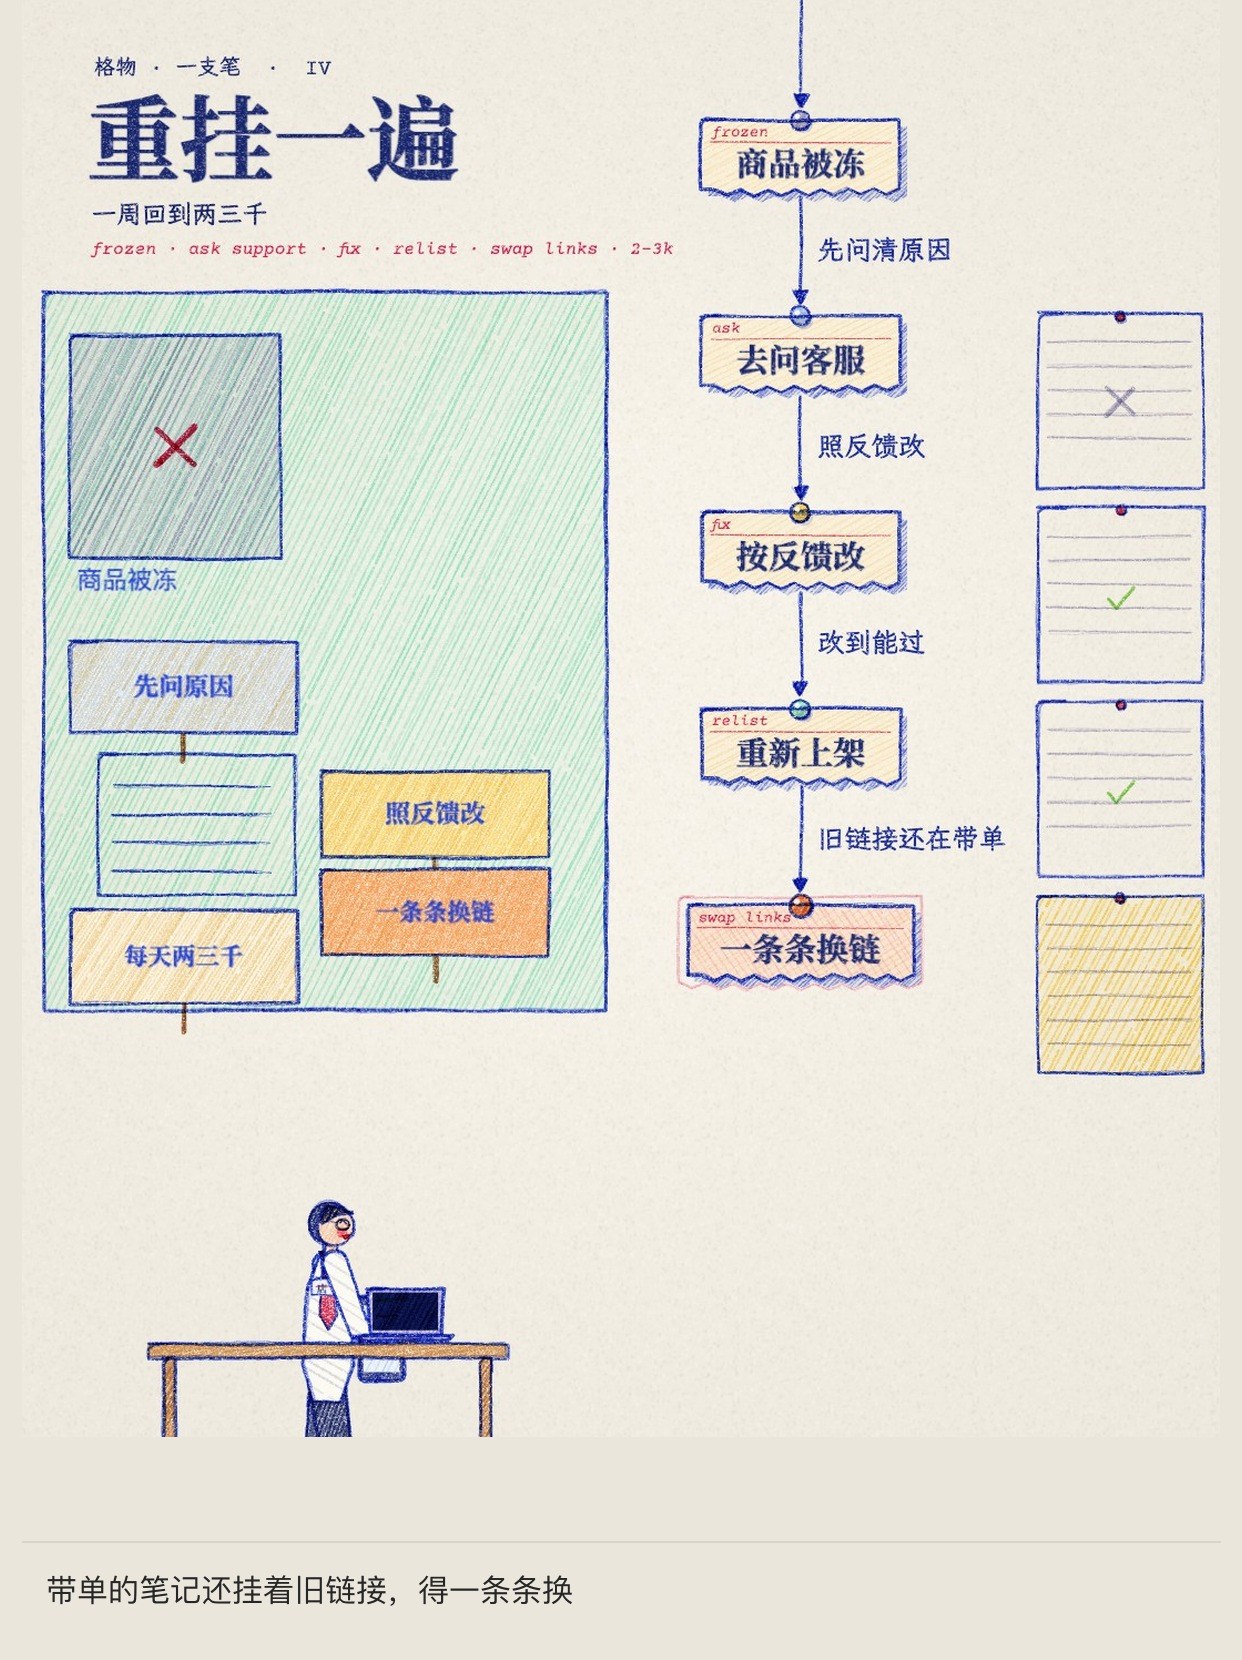 格物 · 一支笔 · IV
重挂一遍
一周回到两三千
frozen · ask support · fix · relist · swap links · 2-3k
商品被冻
先问原因
照反馈改
一条条换链
每天两三千
frozen
商品被冻
先问清原因
ask
去问客服
照反馈改
fix
按反馈改
改到能过
relist
重新上架
旧链接还在带单
swap links
一条条换链
带单的笔记还挂着旧链接，得一条条换